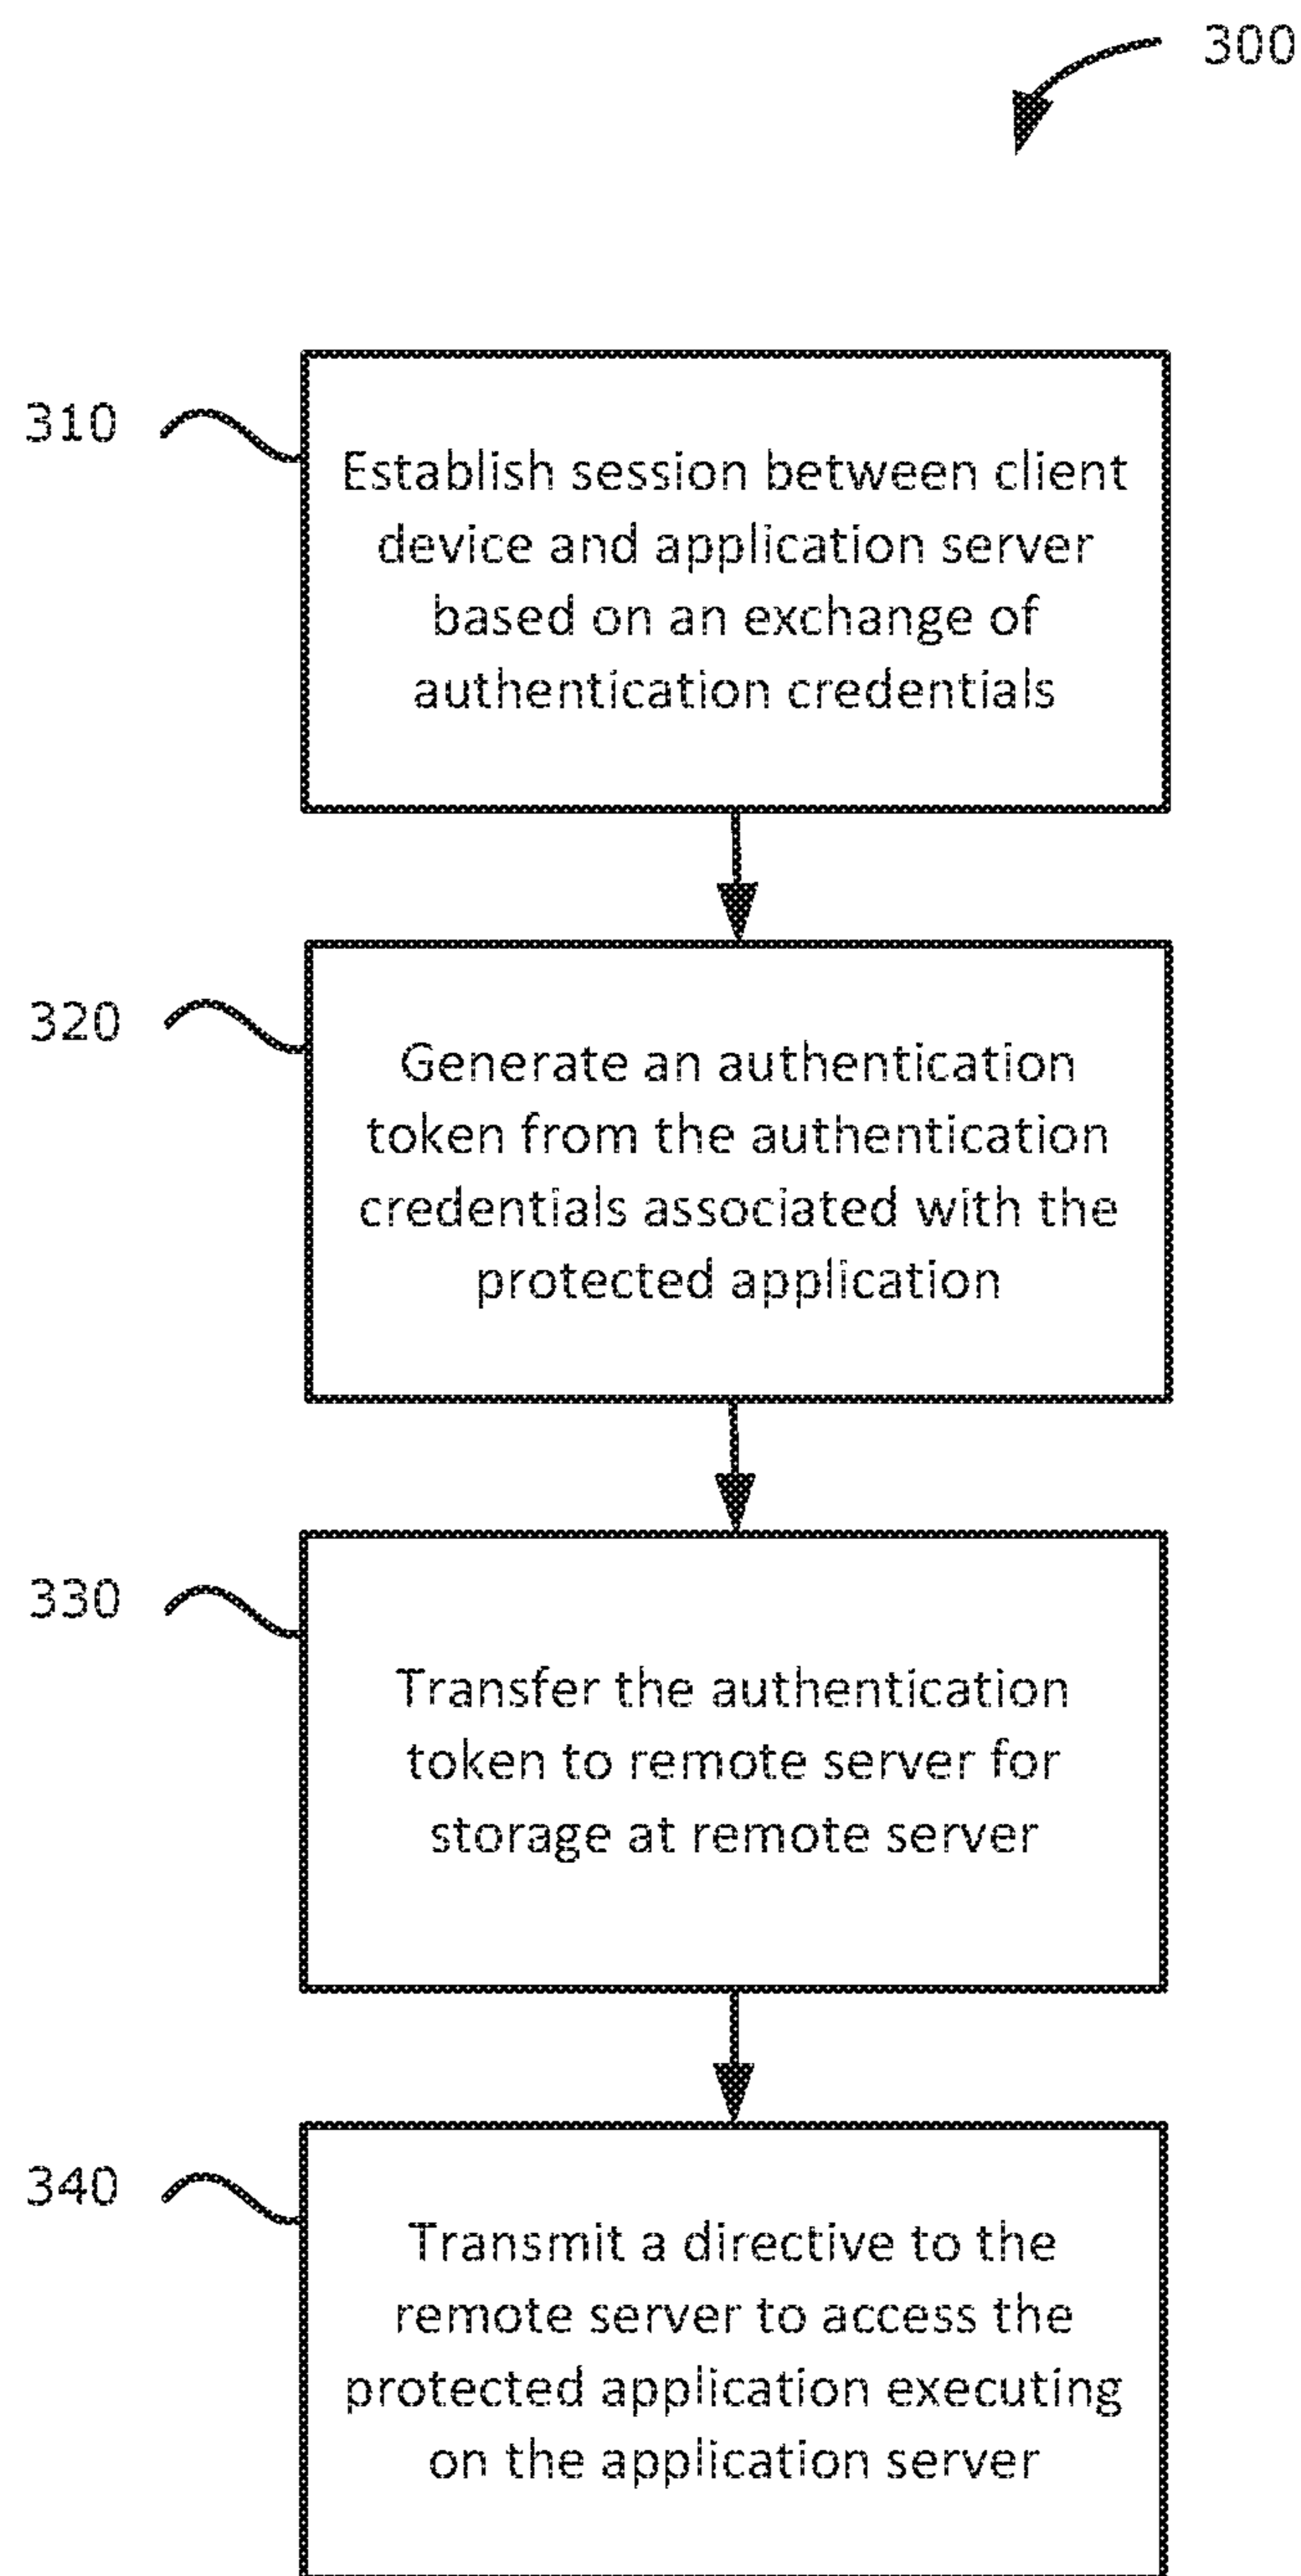 300
310
Establish session between client
device and application server
based on an exchange of
authentication credentials
320
Generate an authentication
token from the authentication
credentials associated with the
protected application
330
Transfer the authentication
token to remote server for
storage at remote server
340
Transmit a directive to the
remote server to access the
protected application executing
on the application server